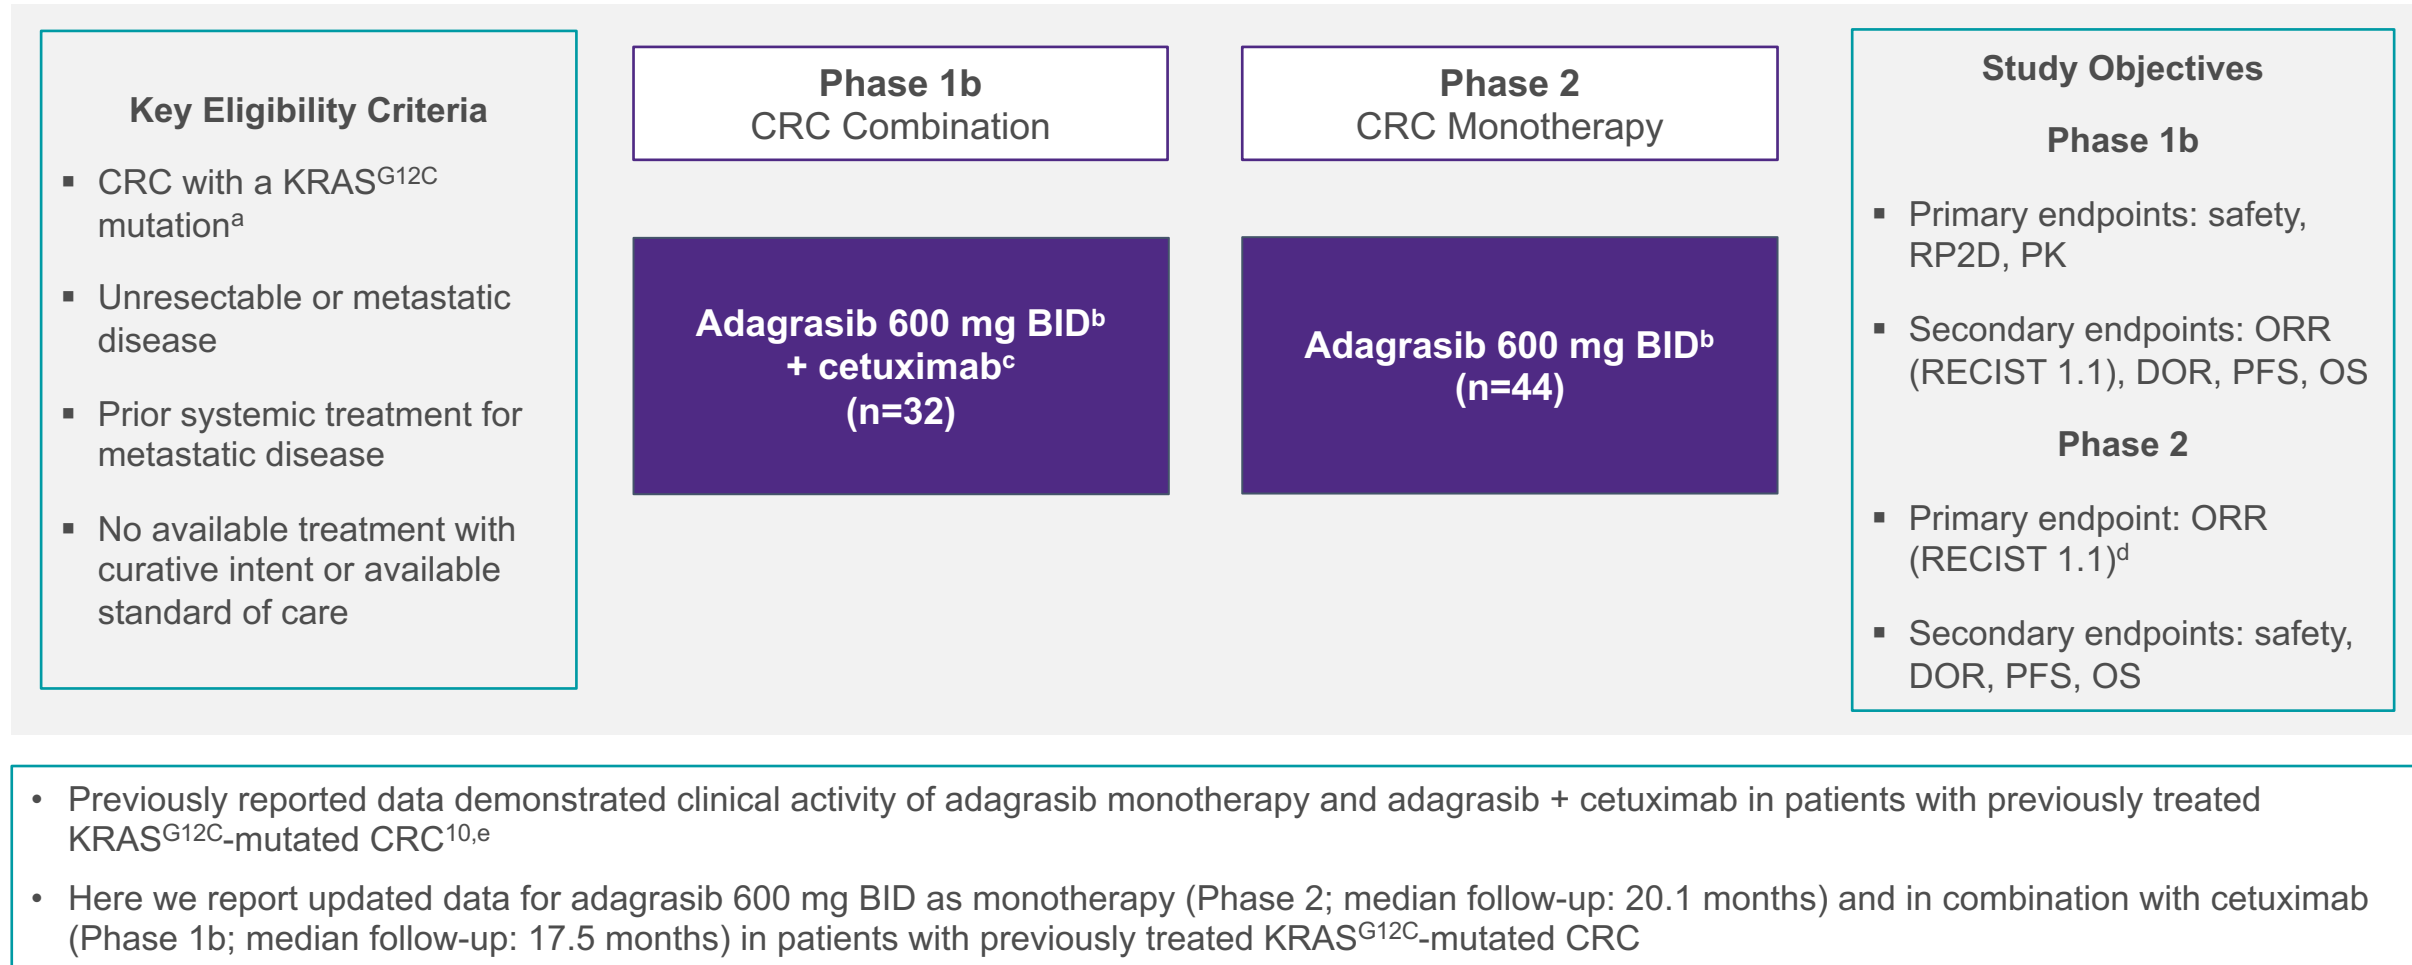 Key Eligibility Criteria
▪ CRC with a KRASᴳ¹²ᶜ
mutationᵃ
▪ Unresectable or metastatic
disease
▪ Prior systemic treatment for
metastatic disease
▪ No available treatment with
curative intent or available
standard of care
Phase 1b
CRC Combination
Adagrasib 600 mg BIDᵇ
+ cetuximabᶜ
(n=32)
Phase 2
CRC Monotherapy
Adagrasib 600 mg BIDᵇ
(n=44)
Study Objectives
Phase 1b
▪ Primary endpoints: safety,
RP2D, PK
▪ Secondary endpoints: ORR
(RECIST 1.1), DOR, PFS, OS
Phase 2
▪ Primary endpoint: ORR
(RECIST 1.1)ᵈ
▪ Secondary endpoints: safety,
DOR, PFS, OS
• Previously reported data demonstrated clinical activity of adagrasib monotherapy and adagrasib + cetuximab in patients with previously treated
KRASᴳ¹²ᶜ-mutated CRC¹⁰,ᵉ
• Here we report updated data for adagrasib 600 mg BID as monotherapy (Phase 2; median follow-up: 20.1 months) and in combination with cetuximab
(Phase 1b; median follow-up: 17.5 months) in patients with previously treated KRASᴳ¹²ᶜ-mutated CRC